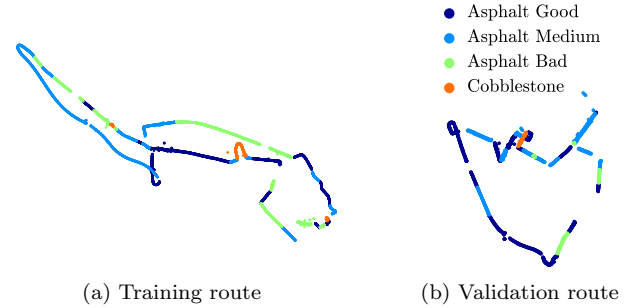 Asphalt Good
Asphalt Medium
Asphalt Bad
Cobblestone
(a) Training route
(b) Validation route